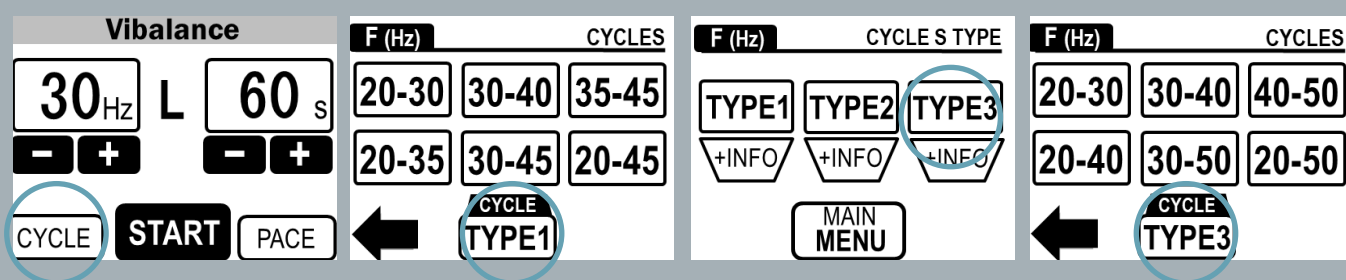 Vibalance
30Hz L 60 s
- + - +
CYCLE START PACE
F (Hz) CYCLES
20-30 30-40 35-45
20-35 30-45 20-45
CYCLE
TYPE1
F (Hz) CYCLE S TYPE
TYPE1 TYPE2 TYPE3
+INFO +INFO +INFO
MAIN
MENU
F (Hz) CYCLES
20-30 30-40 40-50
20-40 30-50 20-50
CYCLE
TYPE3